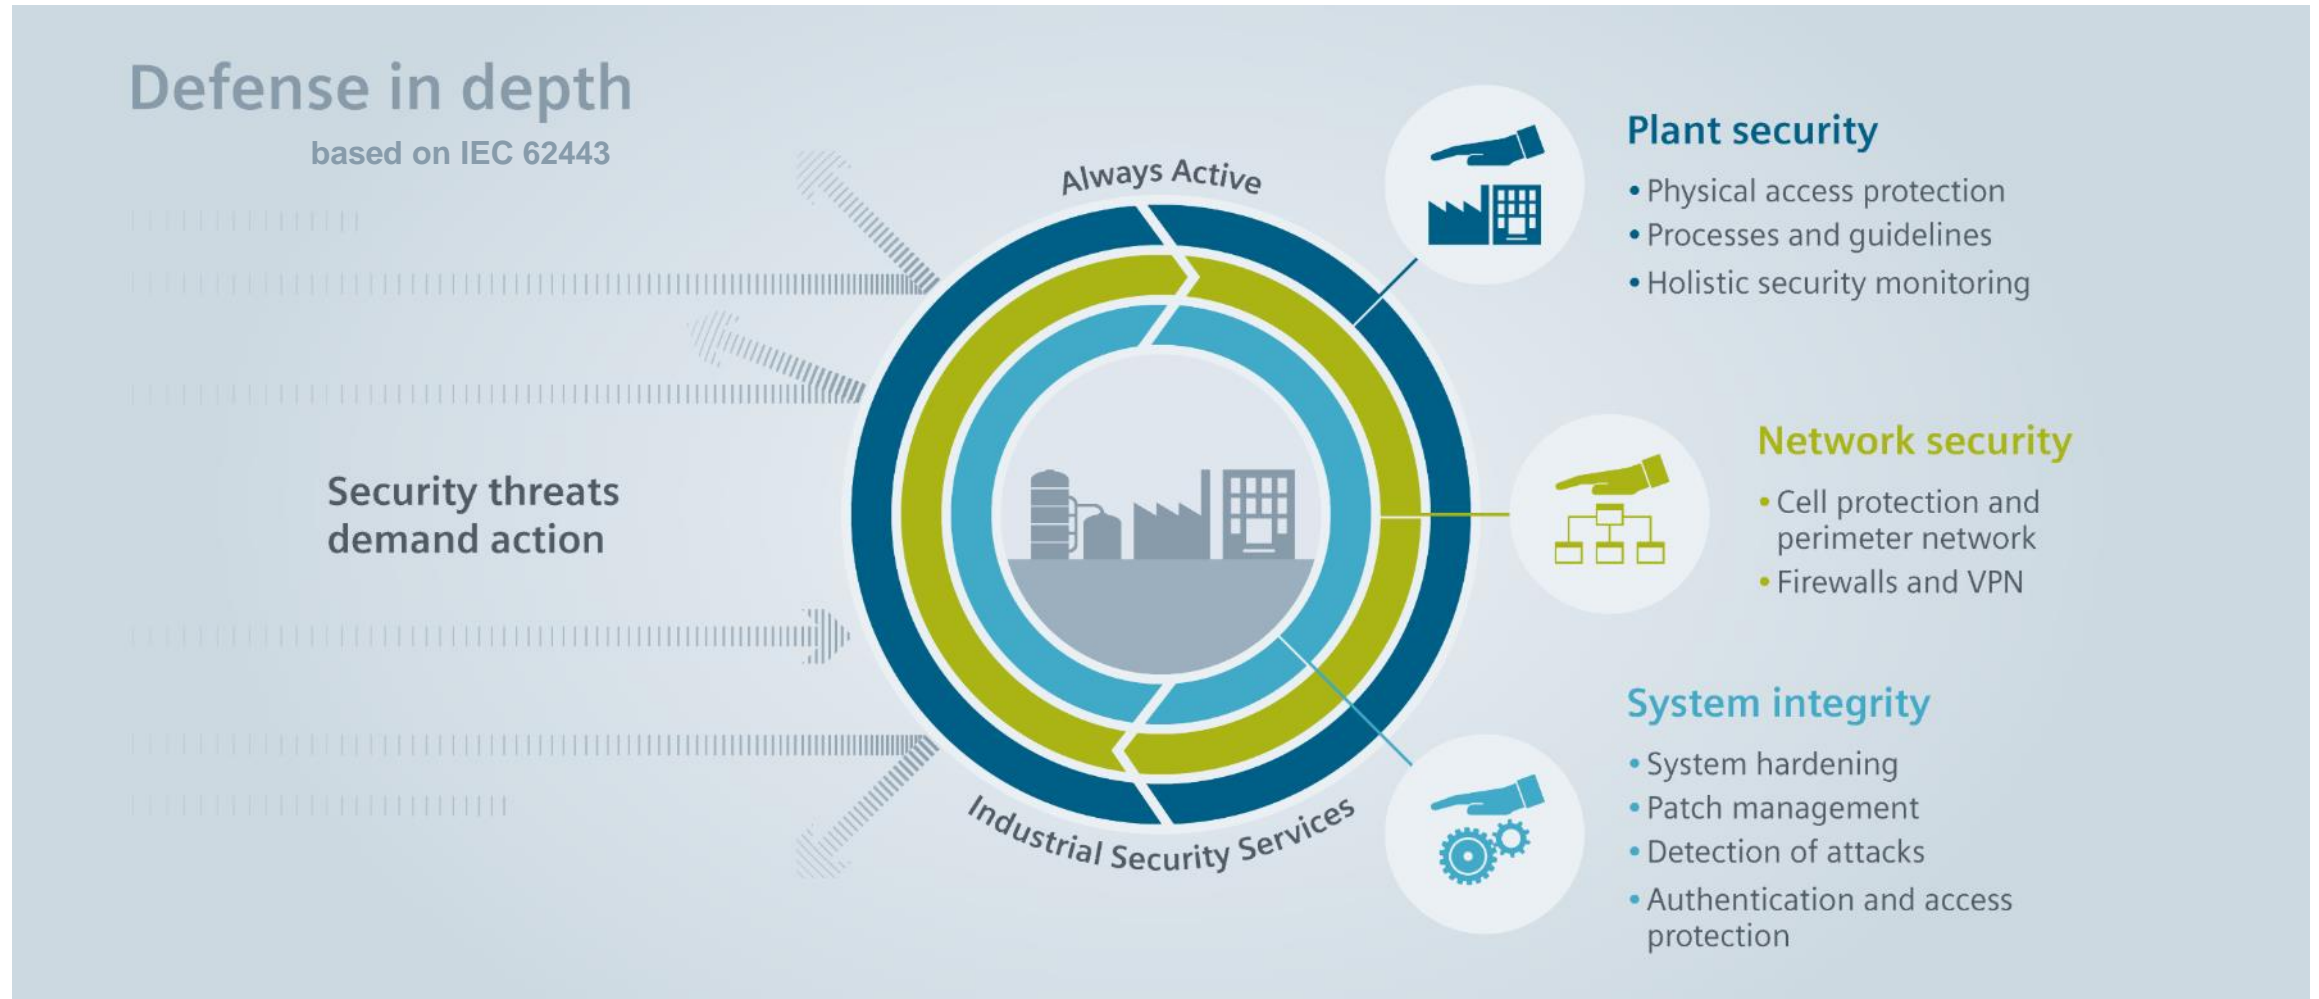 Defense in depth
based on IEC 62443
Security threats
demand action
Always Active
Industrial Security Services
Plant security
• Physical access protection
• Processes and guidelines
• Holistic security monitoring
Network security
• Cell protection and
perimeter network
• Firewalls and VPN
System integrity
• System hardening
• Patch management
• Detection of attacks
• Authentication and access
protection